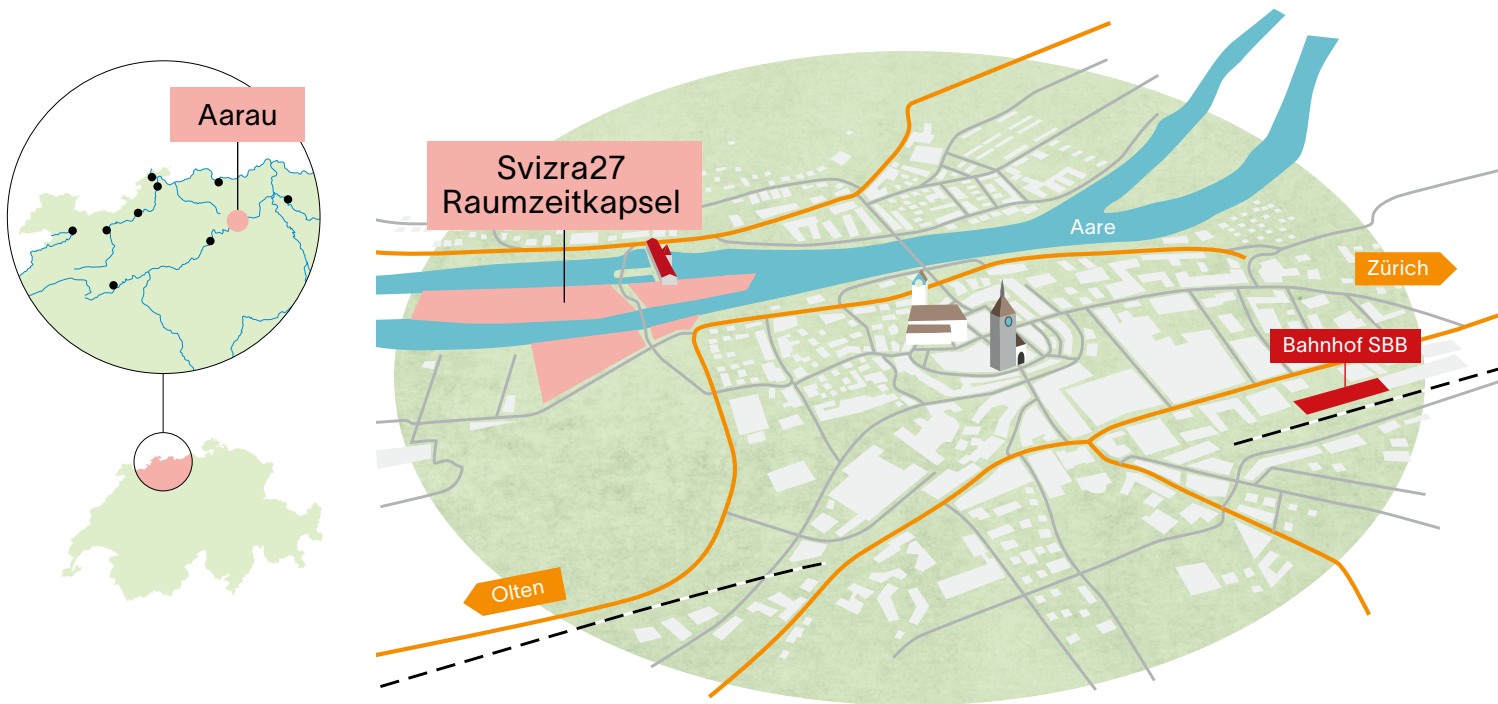 Aarau
Svizra27
Raumzeitkapsel
Aare
Zürich
Bahnhof SBB
Olten